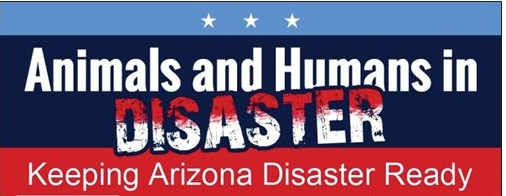 Animals and Humans in
DISASTER
Keeping Arizona Disaster Ready